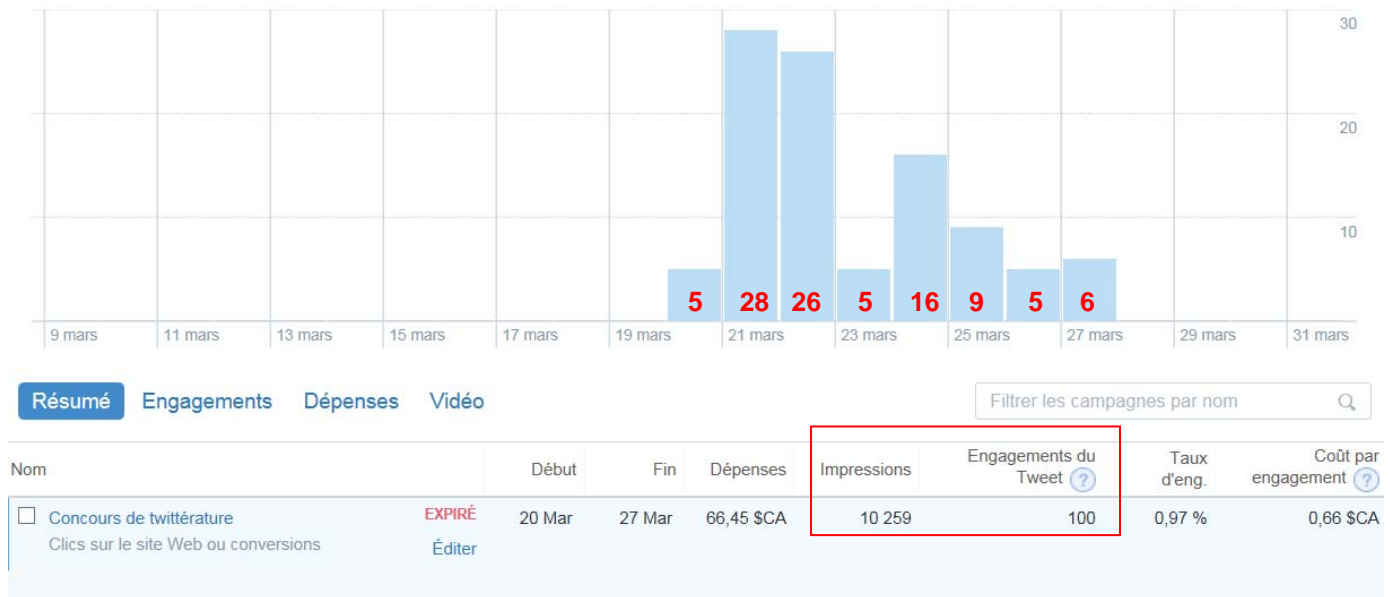 30
20
10
5 28 26 5 16 9 5 6
9 mars 11 mars 13 mars 15 mars 17 mars 19 mars 21 mars 23 mars 25 mars 27 mars 29 mars 31 mars
Résumé Engagements Dépenses Vidéo Filtrer les campagnes par nom
Nom Début Fin Dépenses Impressions Engagements du Tweet ? Taux d'eng. Coût par engagement ?
Concours de twittérature EXPIRÉ 20 Mar 27 Mar 66,45 $CA 10 259 100 0,97 % 0,66 $CA
Clics sur le site Web ou conversions Éditer